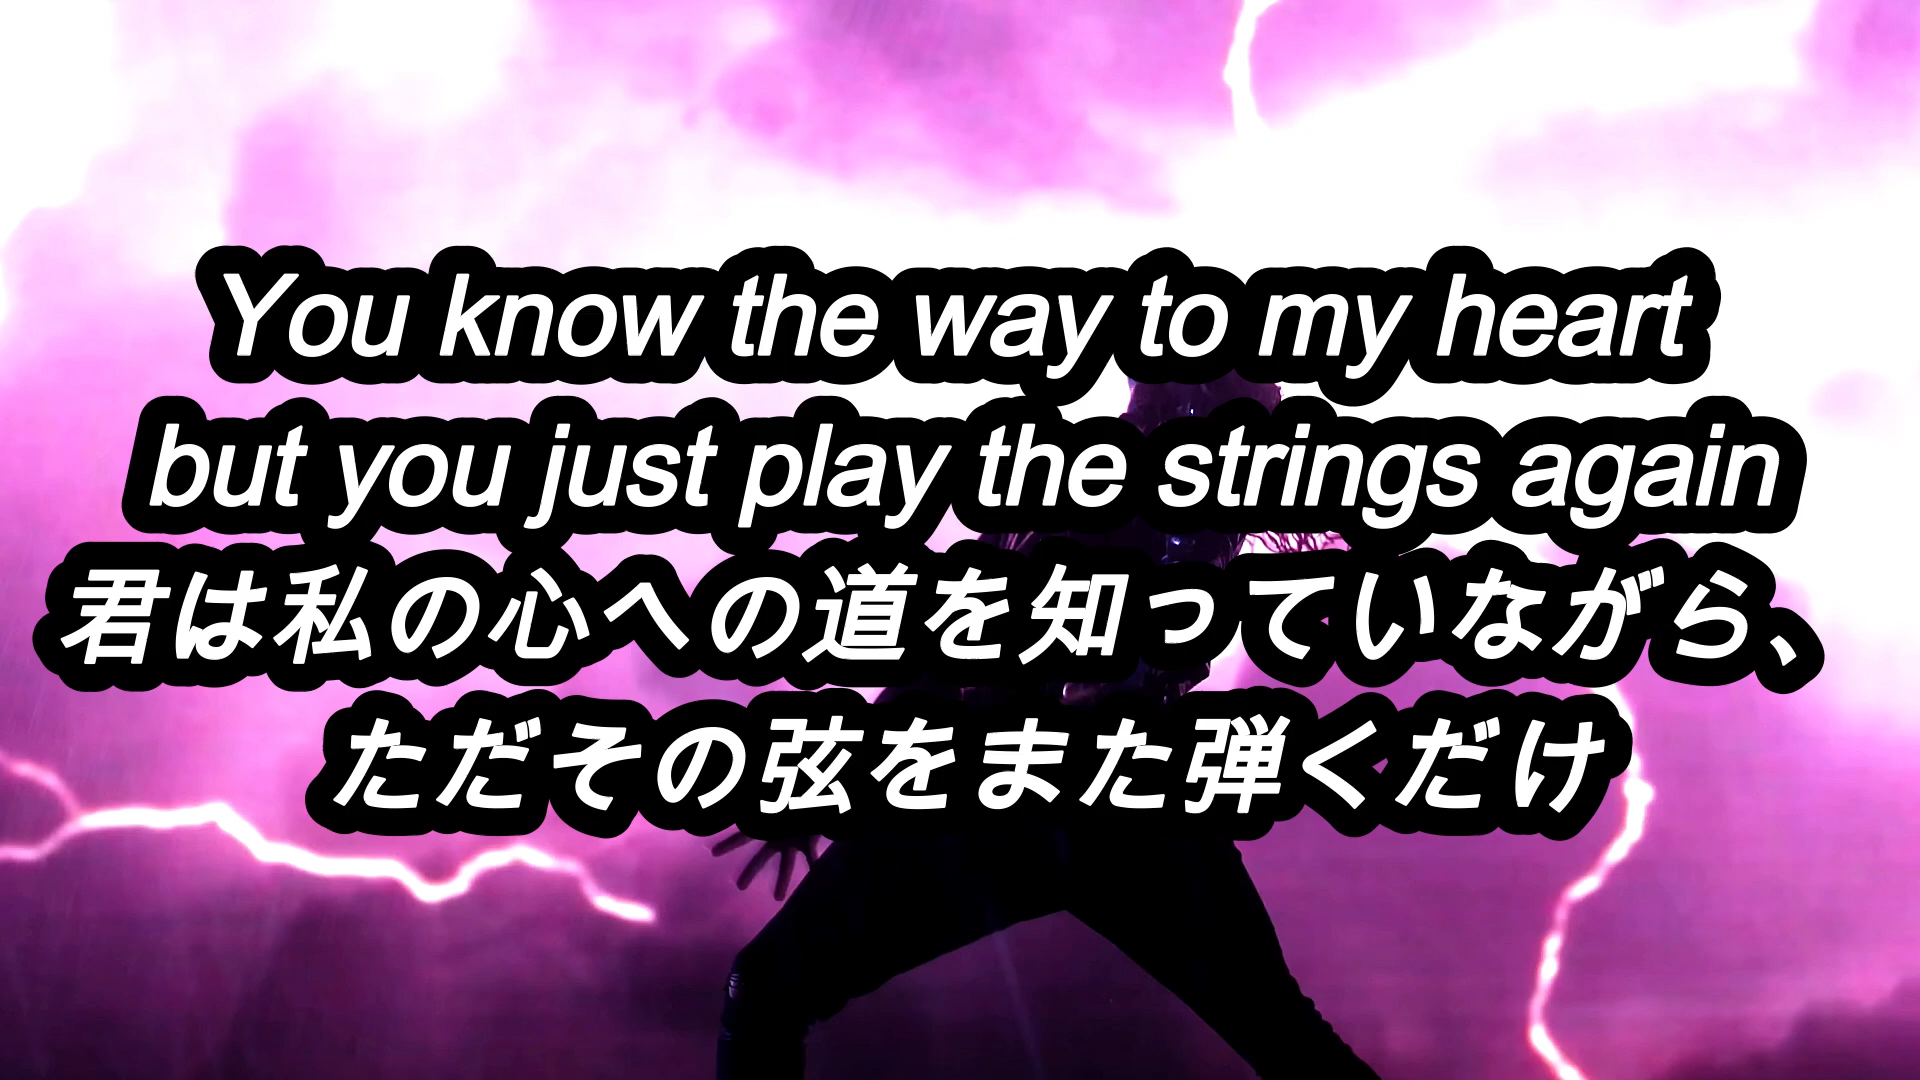 You know the way to my heart
but you just play the strings again
君は私の心への道を知っていながら、
ただその弦をまた弾くだけ